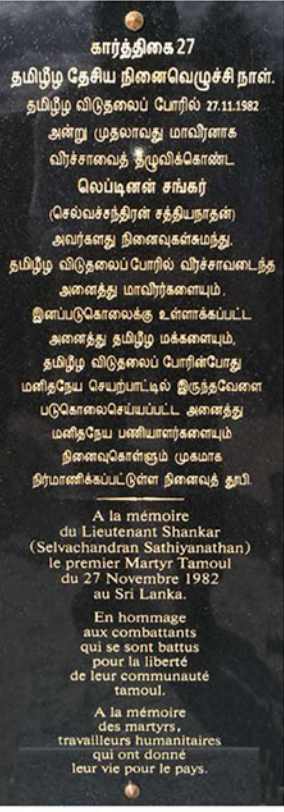 கார்த்திகை 27
தமிழீழ தேசிய நினைவெழுச்சி நாள்.
தமிழீழ விடுதலைப் போரில் 27.11.1982
அன்று முதலாவது மாவீரனாக
வீரச்சாவைத் தழுவிக்கொண்ட
லெப்டினன் சங்கர்
(செல்வச்சந்திரன் சத்தியநாதன்)
அவர்களது நினைவுகள்சுமந்து,
தமிழீழ விடுதலைப் போரில் வீரச்சாவடைந்த
அனைத்து மாவீரர்களையும்,
இனப்படுகொலைக்கு உள்ளாக்கப்பட்ட
அனைத்து தமிழீழ மக்களையும்,
தமிழீழ விடுதலைப் போரின்போது
மனிதநேய செயற்பாட்டில் இருந்தவேளை
படுகொலைசெய்யப்பட்ட அனைத்து
மனிதநேய பணியாளர்களையும்
நினைவுகொள்ளும் முகமாக
நிர்மாணிக்கப்பட்டுள்ள நினைவுத் தூபி.
A la mémoire
du Lieutenant Shankar
(Selvachandran Sathiyanathan)
le premier Martyr Tamoul
du 27 Novembre 1982
au Sri Lanka.
En hommage
aux combattants
qui se sont battus
pour la liberté
de leur communauté
tamoul.
A la mémoire
des martyrs,
travailleurs humanitaires
qui ont donné
leur vie pour le pays.